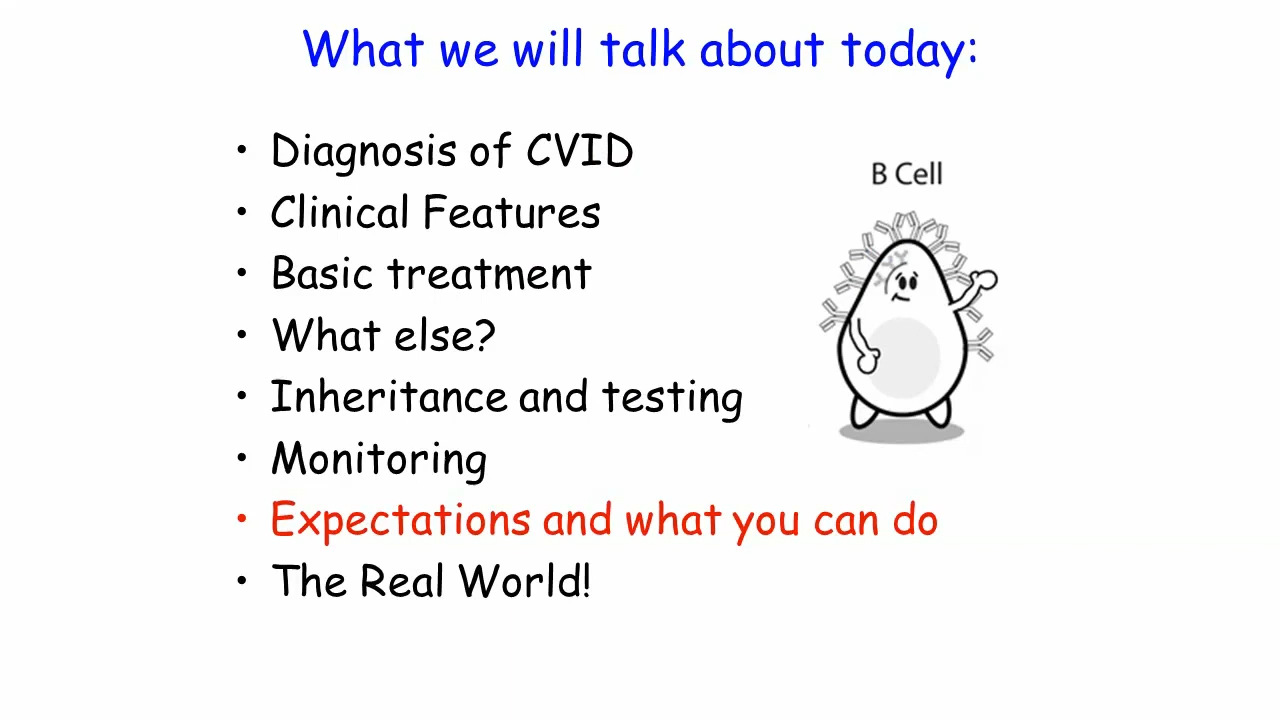 What we will talk about today:
• Diagnosis of CVID
• Clinical Features
• Basic treatment
• What else?
• Inheritance and testing
• Monitoring
• Expectations and what you can do
• The Real World!
B Cell